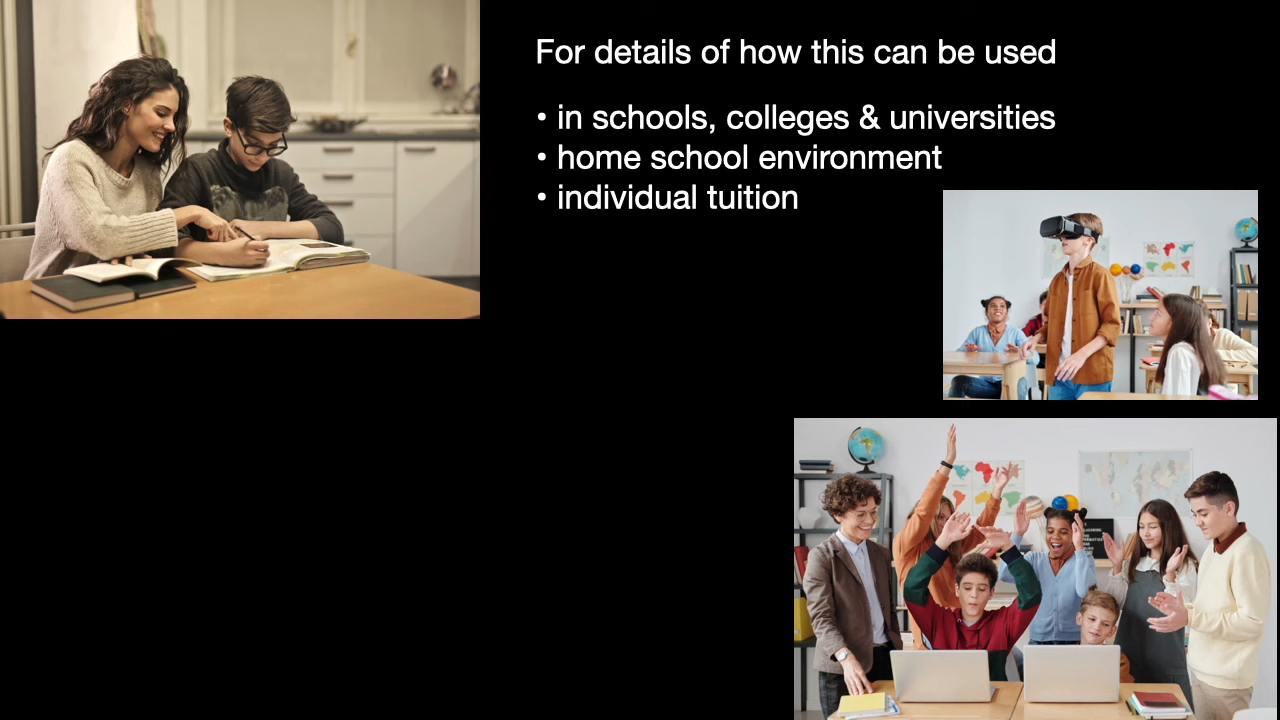 For details of how this can be used
• in schools, colleges & universities
• home school environment
• individual tuition